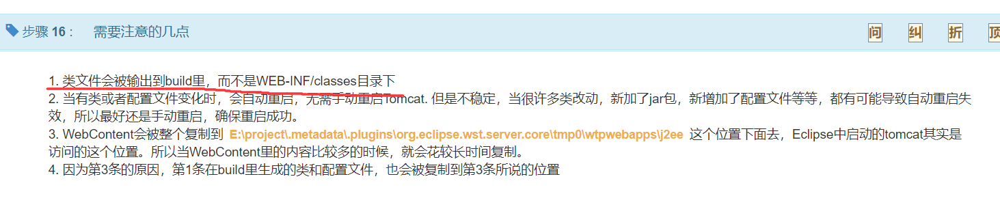 步骤 16 : 需要注意的几点 问 纠 折 顶
1. 类文件会被输出到build里，而不是WEB-INF/classes目录下
2. 当有类或者配置文件变化时，会自动重启，无需手动重启Tomcat. 但是不稳定，当很多类改动，新加了jar包，新增加了配置文件等等，都有可能导致自动重启失
效，所以最好还是手动重启，确保重启成功。
3. WebContent会被整个复制到 E:\project\.metadata\.plugins\org.eclipse.wst.server.core\tmp0\wtpwebapps\j2ee 这个位置下面去，Eclipse中启动的tomcat其实是
访问的这个位置。所以当WebContent里的内容比较多的时候，就会花较长时间复制。
4. 因为第3条的原因，第1条在build里生成的类和配置文件，也会被复制到第3条所说的位置